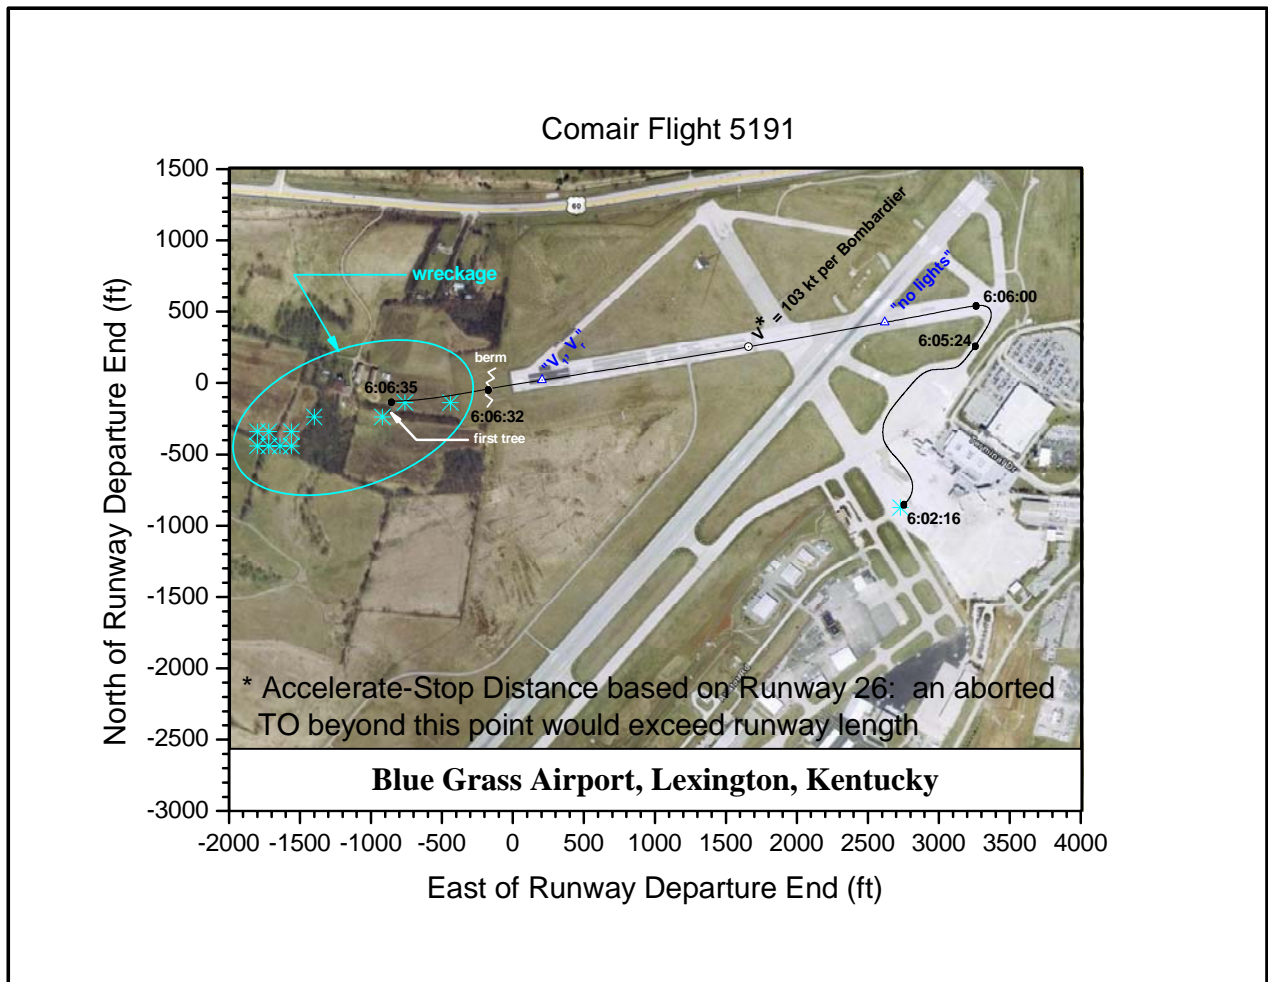 Comair Flight 5191
North of Runway Departure End (ft)
1500
1000
500
0
-500
-1000
-1500
-2000
-2500
-3000
60
wreckage
"V1, Vr"
V* = 103 kt per Bombardier
"no lights"
6:06:00
6:05:24
berm
6:06:35
6:06:32
first tree
Terminal Dr
6:02:16
* Accelerate-Stop Distance based on Runway 26: an aborted
TO beyond this point would exceed runway length
Blue Grass Airport, Lexington, Kentucky
-2000 -1500 -1000 -500 0 500 1000 1500 2000 2500 3000 3500 4000
East of Runway Departure End (ft)